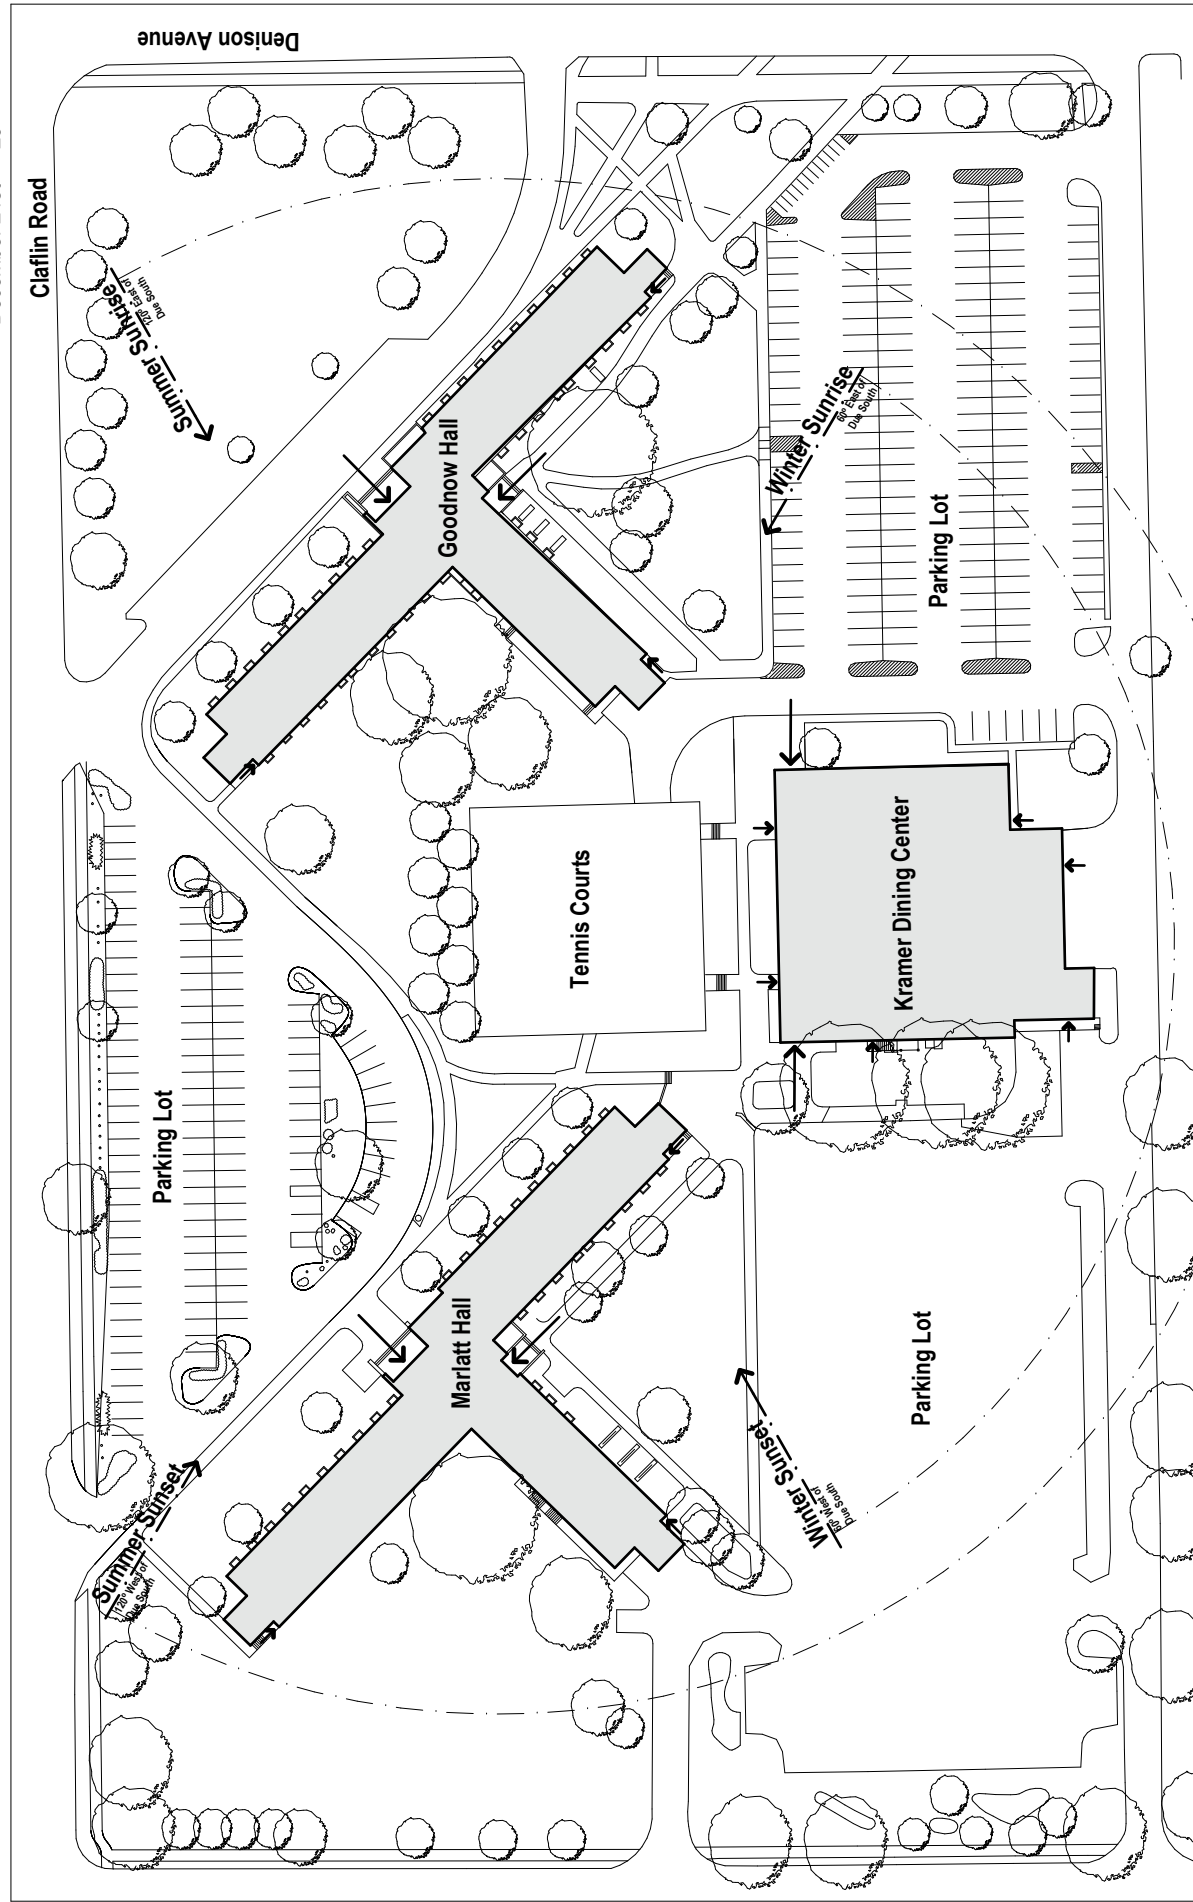 Denison Avenue
Claflin Road
Summer Sunrise
120° East of
Due South
Goodnow Hall
Winter Sunrise
60° East of
Due South
Parking Lot
Tennis Courts
Kramer Dining Center
Parking Lot
Marlatt Hall
Parking Lot
Summer Sunset
120° West of
Due South
Winter Sunset
60° West of
Due South